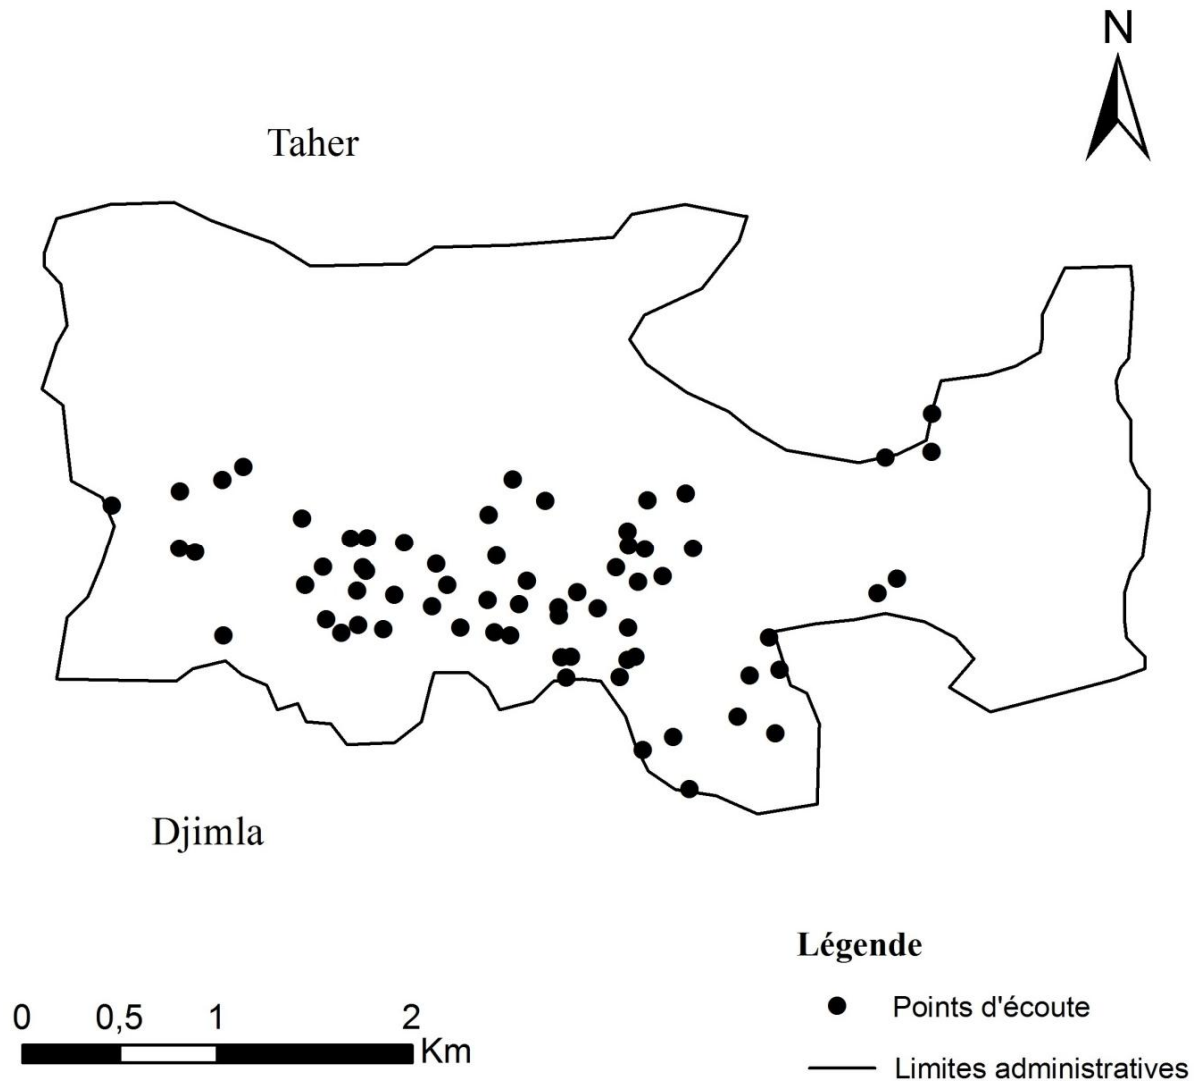 N
Taher
Djimla
Légende
Points d'écoute
Limites administratives
0 0,5 1 2
Km